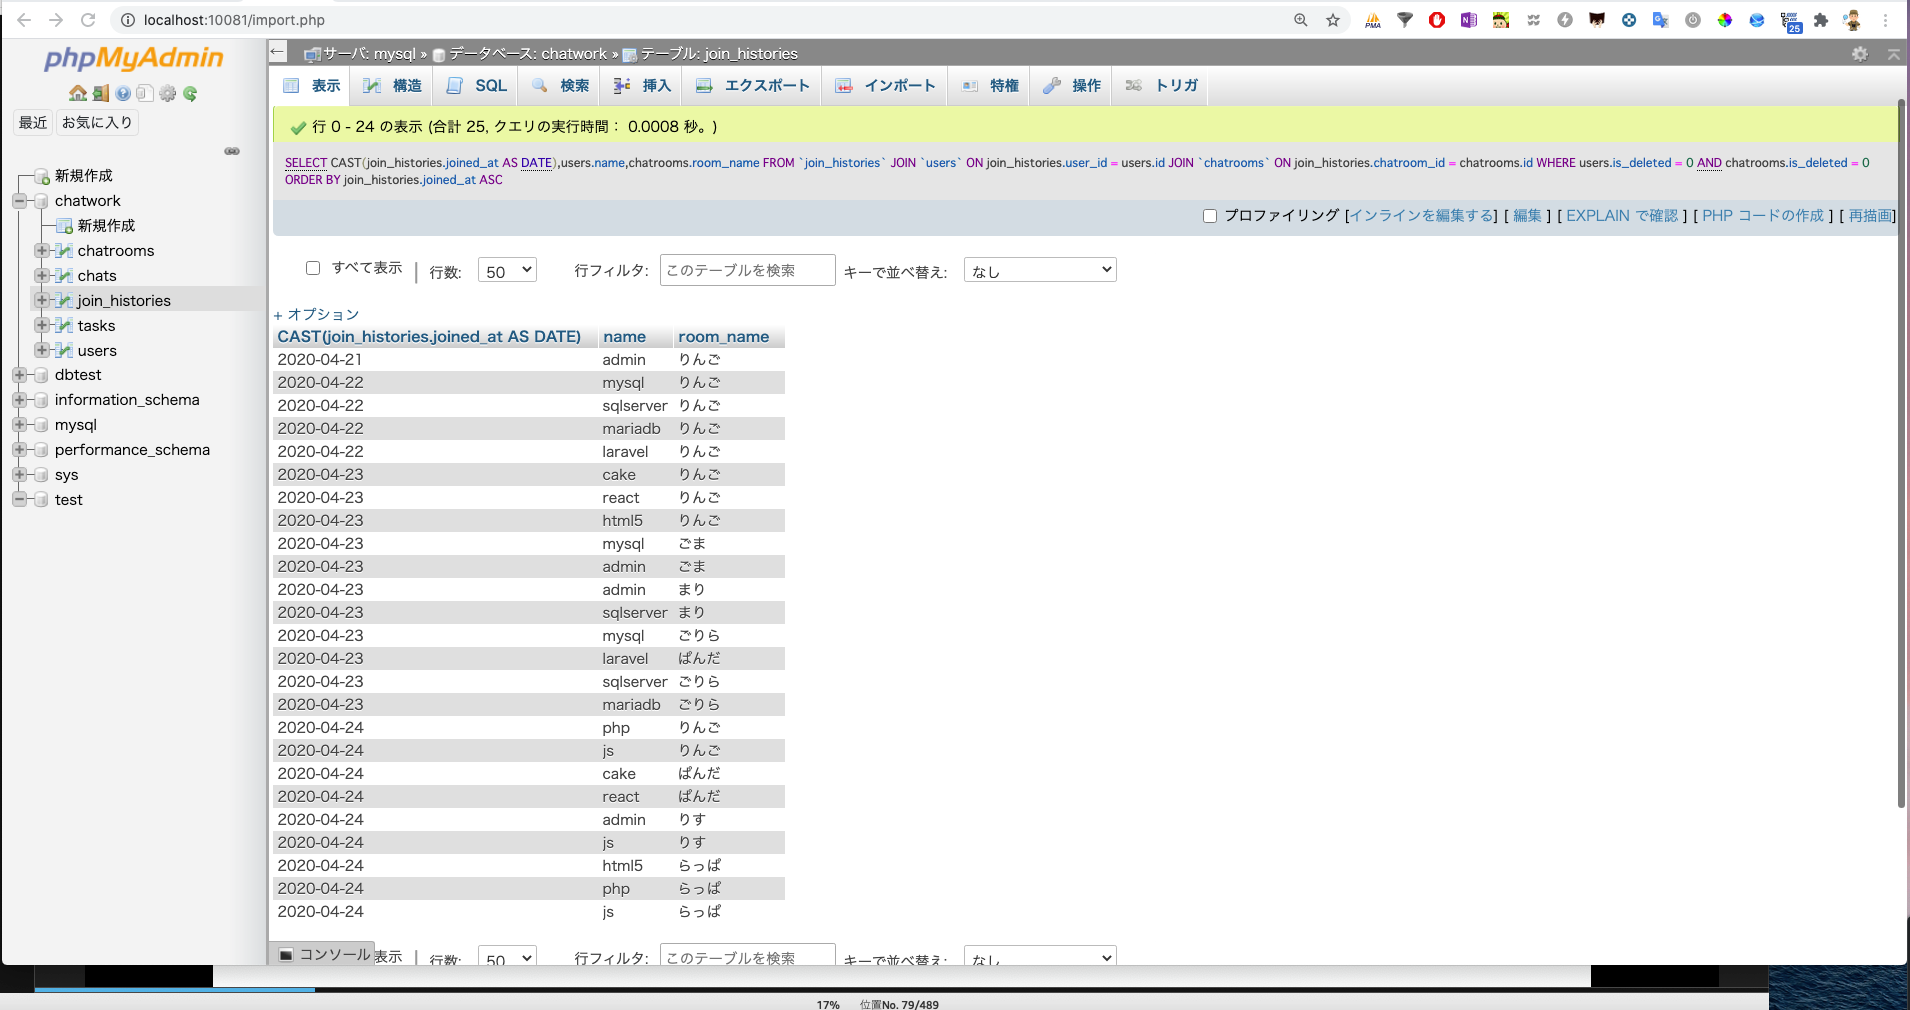 localhost:10081/import.php
PMA
25
phpMyAdmin
最近 お気に入り
新規作成
chatwork
新規作成
chatrooms
chats
join_histories
tasks
users
dbtest
information_schema
mysql
performance_schema
sys
test
サーバ: mysql » データベース: chatwork » テーブル: join_histories
表示 構造 SQL 検索 挿入 エクスポート インポート 特権 操作 トリガ
行 0 - 24 の表示 (合計 25, クエリの実行時間： 0.0008 秒。)
SELECT CAST(join_histories.joined_at AS DATE),users.name,chatrooms.room_name FROM `join_histories` JOIN `users` ON join_histories.user_id = users.id JOIN `chatrooms` ON join_histories.chatroom_id = chatrooms.id WHERE users.is_deleted = 0 AND chatrooms.is_deleted = 0
ORDER BY join_histories.joined_at ASC
プロファイリング [インラインを編集する] [ 編集 ] [ EXPLAIN で確認 ] [ PHP コードの作成 ] [ 再描画]
すべて表示 | 行数: 50 行フィルタ: このテーブルを検索 キーで並べ替え: なし
+ オプション
CAST(join_histories.joined_at AS DATE) name room_name
2020-04-21 admin りんご
2020-04-22 mysql りんご
2020-04-22 sqlserver りんご
2020-04-22 mariadb りんご
2020-04-22 laravel りんご
2020-04-23 cake りんご
2020-04-23 react りんご
2020-04-23 html5 りんご
2020-04-23 mysql ごま
2020-04-23 admin ごま
2020-04-23 admin まり
2020-04-23 sqlserver まり
2020-04-23 mysql ごりら
2020-04-23 laravel ぱんだ
2020-04-23 sqlserver ごりら
2020-04-23 mariadb ごりら
2020-04-24 php りんご
2020-04-24 js りんご
2020-04-24 cake ぱんだ
2020-04-24 react ぱんだ
2020-04-24 admin りす
2020-04-24 js りす
2020-04-24 html5 らっぱ
2020-04-24 php らっぱ
2020-04-24 js らっぱ
コンソール 表示 | 行数: 50 行フィルタ: このテーブルを検索 キーで並べ替え: なし
17% 位置No. 79/489